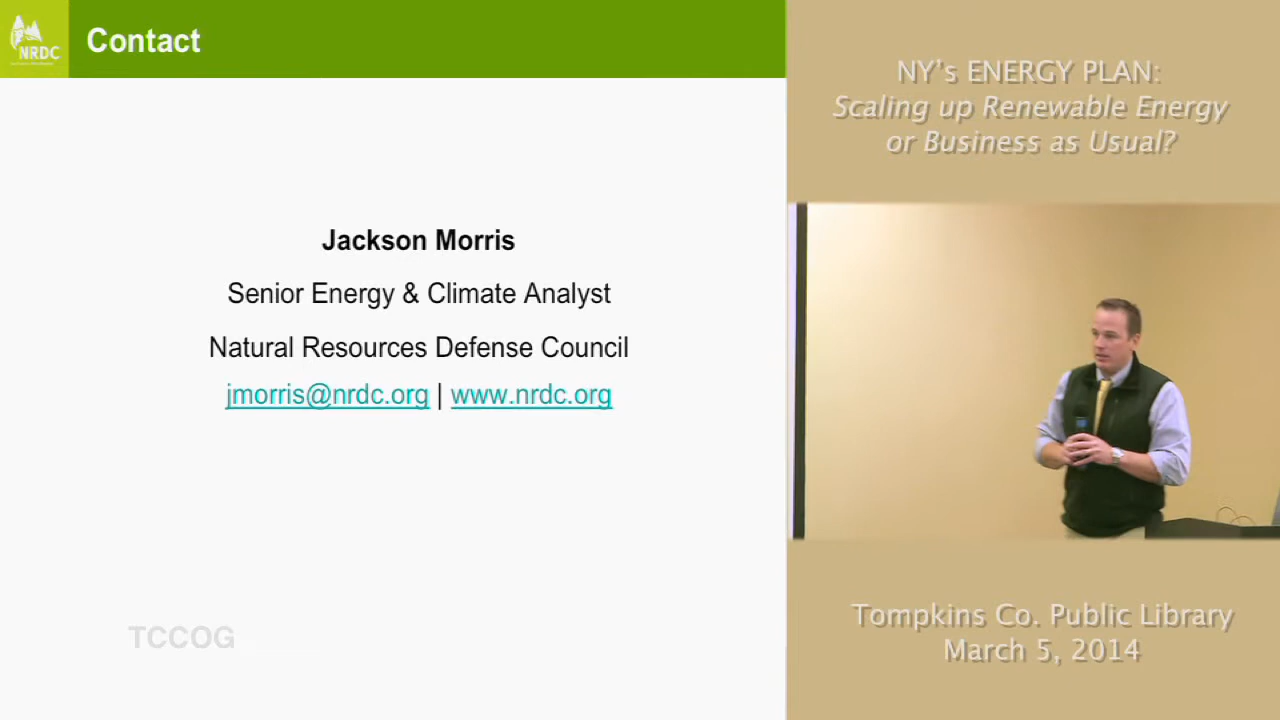 NRDC
Contact
Jackson Morris
Senior Energy & Climate Analyst
Natural Resources Defense Council
jmorris@nrdc.org | www.nrdc.org
TCCOG
NY's ENERGY PLAN:
Scaling up Renewable Energy
or Business as Usual?
Tompkins Co. Public Library
March 5, 2014